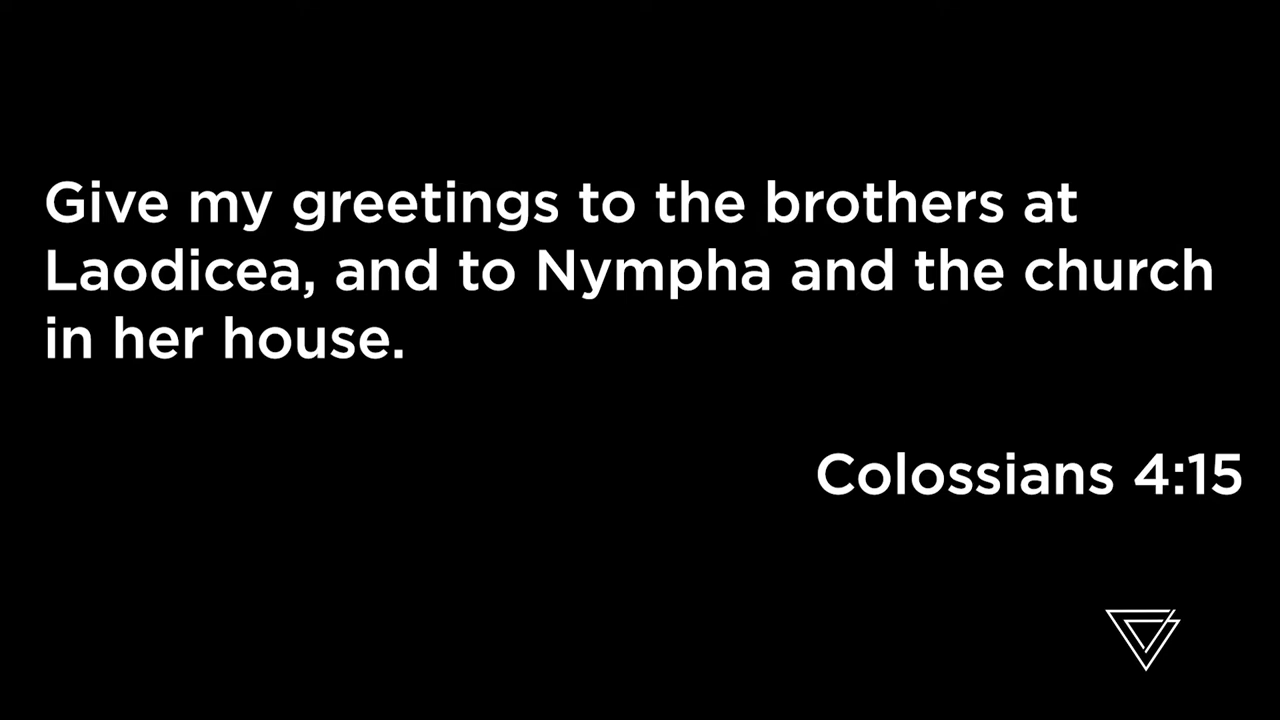 Give my greetings to the brothers at
Laodicea, and to Nympha and the church
in her house.
Colossians 4:15